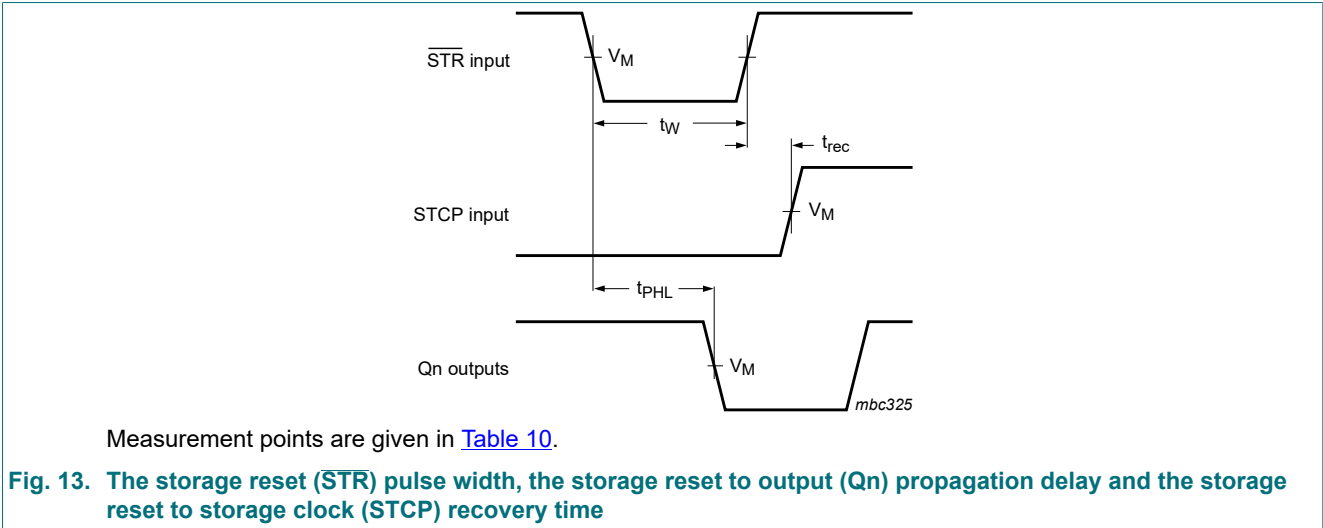 STR input
VM
tW
trec
STCP input
VM
tPHL
Qn outputs
VM
mbc325
Measurement points are given in Table 10.
Fig. 13. The storage reset (STR) pulse width, the storage reset to output (Qn) propagation delay and the storage
reset to storage clock (STCP) recovery time